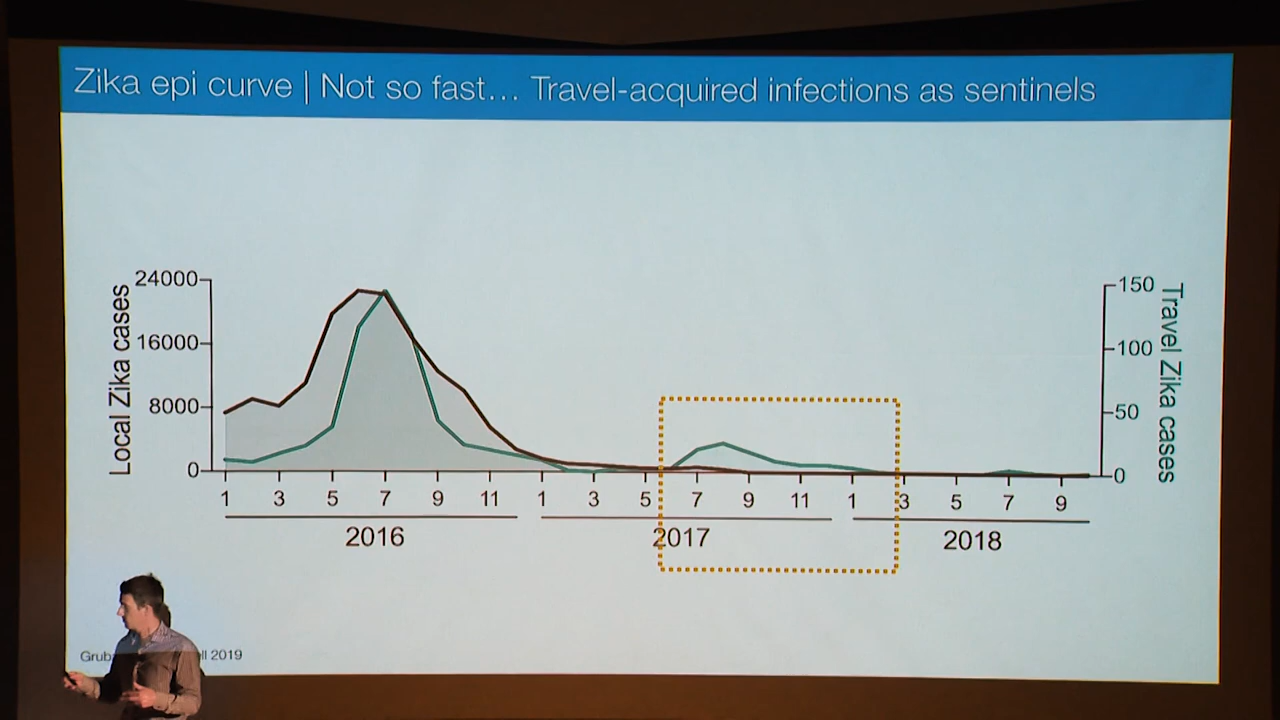 Zika epi curve | Not so fast... Travel-acquired infections as sentinels
24000
16000
8000
0
Local Zika cases
150
100
50
0
Travel Zika cases
1 3 5 7 9 11 1 3 5 7 9 11 1 3 5 7 9
2016 2017 2018
2019